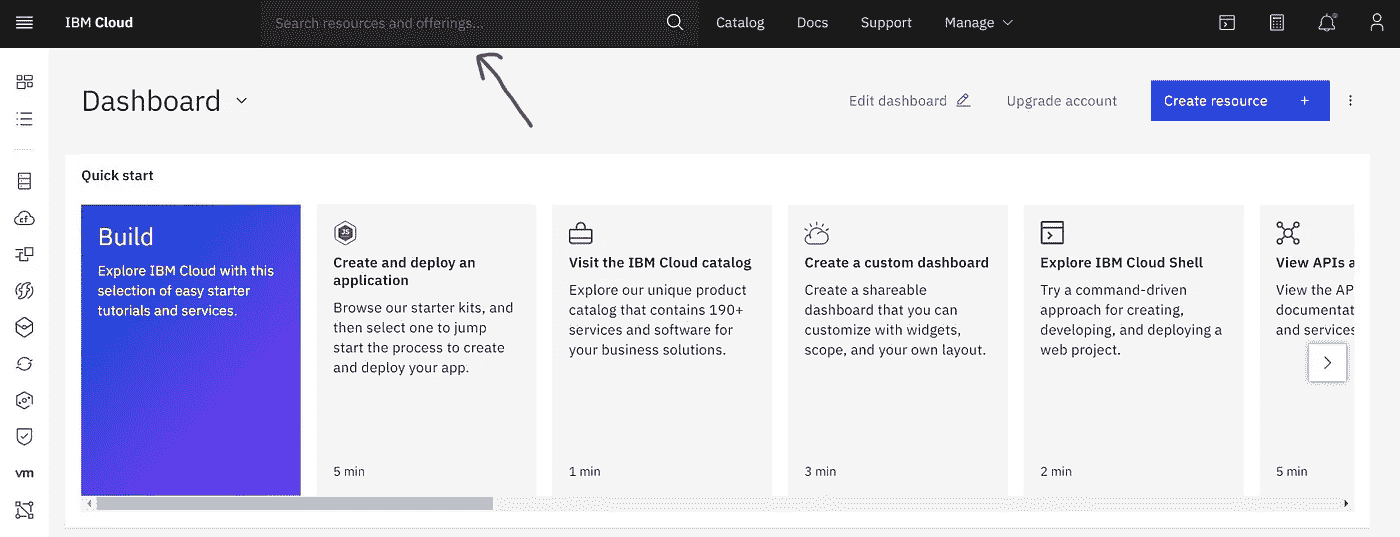 IBM Cloud
Search resources and offerings...
Catalog
Docs
Support
Manage
Dashboard
Edit dashboard
Upgrade account
Create resource +
Quick start
Build
Explore IBM Cloud with this
selection of easy starter
tutorials and services.
JS
Create and deploy an
application
Browse our starter kits, and
then select one to jump
start the process to create
and deploy your app.
5 min
Visit the IBM Cloud catalog
Explore our unique product
catalog that contains 190+
services and software for
your business solutions.
1 min
Create a custom dashboard
Create a shareable
dashboard that you can
customize with widgets,
scope, and your own layout.
3 min
Explore IBM Cloud Shell
Try a command-driven
approach for creating,
developing, and deploying a
web project.
2 min
View APIs a
View the AP
documentat
and services
5 min
cf
vm